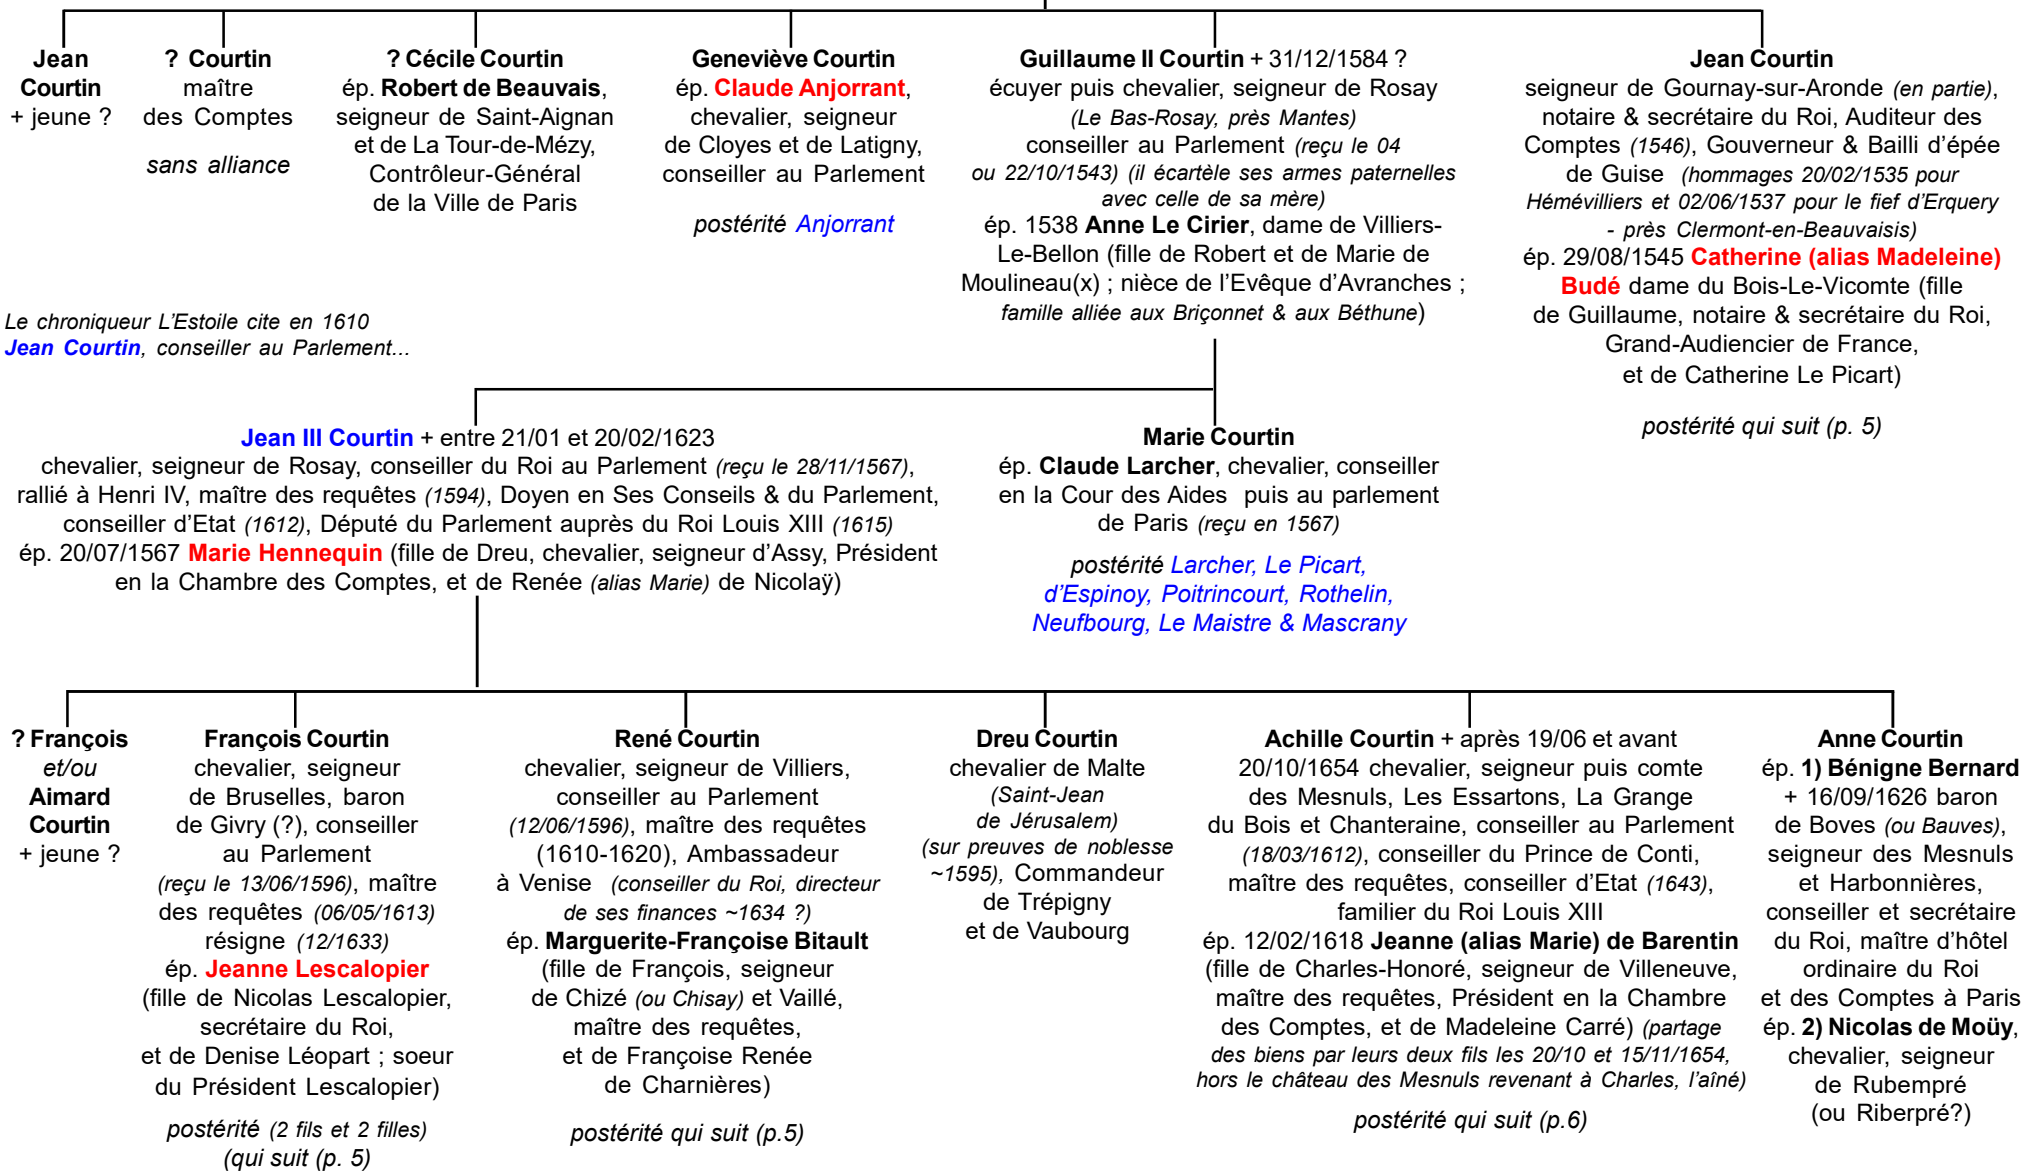 Jean
Courtin
+ jeune ?
? Courtin
maître
des Comptes
sans alliance
? Cécile Courtin
ép. Robert de Beauvais,
seigneur de Saint-Aignan
et de La Tour-de-Mézy,
Contrôleur-Général
de la Ville de Paris
Geneviève Courtin
ép. Claude Anjorrant,
chevalier, seigneur
de Cloyes et de Latigny,
conseiller au Parlement
postérité Anjorrant
Guillaume II Courtin + 31/12/1584 ?
écuyer puis chevalier, seigneur de Rosay
(Le Bas-Rosay, près Mantes)
conseiller au Parlement (reçu le 04
ou 22/10/1543) (il écartèle ses armes paternelles
avec celle de sa mère)
ép. 1538 Anne Le Cirier, dame de Villiers-
Le-Bellon (fille de Robert et de Marie de
Moulineau(x) ; nièce de l'Evêque d'Avranches ;
famille alliée aux Briçonnet & aux Béthune)
Jean Courtin
seigneur de Gournay-sur-Aronde (en partie),
notaire & secrétaire du Roi, Auditeur des
Comptes (1546), Gouverneur & Bailli d'épée
de Guise (hommages 20/02/1535 pour
Hémévilliers et 02/06/1537 pour le fief d'Erquery
- près Clermont-en-Beauvaisis)
ép. 29/08/1545 Catherine (alias Madeleine)
Budé dame du Bois-Le-Vicomte (fille
de Guillaume, notaire & secrétaire du Roi,
Grand-Audiencier de France,
et de Catherine Le Picart)
postérité qui suit (p. 5)
Le chroniqueur L'Estoile cite en 1610
Jean Courtin, conseiller au Parlement...
Jean III Courtin + entre 21/01 et 20/02/1623
chevalier, seigneur de Rosay, conseiller du Roi au Parlement (reçu le 28/11/1567),
rallié à Henri IV, maître des requêtes (1594), Doyen en Ses Conseils & du Parlement,
conseiller d'Etat (1612), Député du Parlement auprès du Roi Louis XIII (1615)
ép. 20/07/1567 Marie Hennequin (fille de Dreu, chevalier, seigneur d'Assy, Président
en la Chambre des Comptes, et de Renée (alias Marie) de Nicolaÿ)
Marie Courtin
ép. Claude Larcher, chevalier, conseiller
en la Cour des Aides puis au parlement
de Paris (reçu en 1567)
postérité Larcher, Le Picart,
d'Espinoy, Poitrincourt, Rothelin,
Neufbourg, Le Maistre & Mascrany
? François
et/ou
Aimard
Courtin
+ jeune ?
François Courtin
chevalier, seigneur
de Bruselles, baron
de Givry (?), conseiller
au Parlement
(reçu le 13/06/1596), maître
des requêtes (06/05/1613)
résigne (12/1633)
ép. Jeanne Lescalopier
(fille de Nicolas Lescalopier,
secrétaire du Roi,
et de Denise Léopart ; soeur
du Président Lescalopier)
postérité (2 fils et 2 filles)
(qui suit (p. 5)
René Courtin
chevalier, seigneur de Villiers,
conseiller au Parlement
(12/06/1596), maître des requêtes
(1610-1620), Ambassadeur
à Venise (conseiller du Roi, directeur
de ses finances ~1634 ?)
ép. Marguerite-Françoise Bitault
(fille de François, seigneur
de Chizé (ou Chisay) et Vaillé,
maître des requêtes,
et de Françoise Renée
de Charnières)
postérité qui suit (p.5)
Dreu Courtin
chevalier de Malte
(Saint-Jean
de Jérusalem)
(sur preuves de noblesse
~1595), Commandeur
de Trépigny
et de Vaubourg
Achille Courtin + après 19/06 et avant
20/10/1654 chevalier, seigneur puis comte
des Mesnuls, Les Essartons, La Grange
du Bois et Chanteraine, conseiller au Parlement
(18/03/1612), conseiller du Prince de Conti,
maître des requêtes, conseiller d'Etat (1643),
familier du Roi Louis XIII
ép. 12/02/1618 Jeanne (alias Marie) de Barentin
(fille de Charles-Honoré, seigneur de Villeneuve,
maître des requêtes, Président en la Chambre
des Comptes, et de Madeleine Carré) (partage
des biens par leurs deux fils les 20/10 et 15/11/1654,
hors le château des Mesnuls revenant à Charles, l'aîné)
postérité qui suit (p.6)
Anne Courtin
ép. 1) Bénigne Bernard
+ 16/09/1626 baron
de Boves (ou Bauves),
seigneur des Mesnuls
et Harbonnières,
conseiller et secrétaire
du Roi, maître d'hôtel
ordinaire du Roi
et des Comptes à Paris
ép. 2) Nicolas de Moüy,
chevalier, seigneur
de Rubempré
(ou Riberpré?)